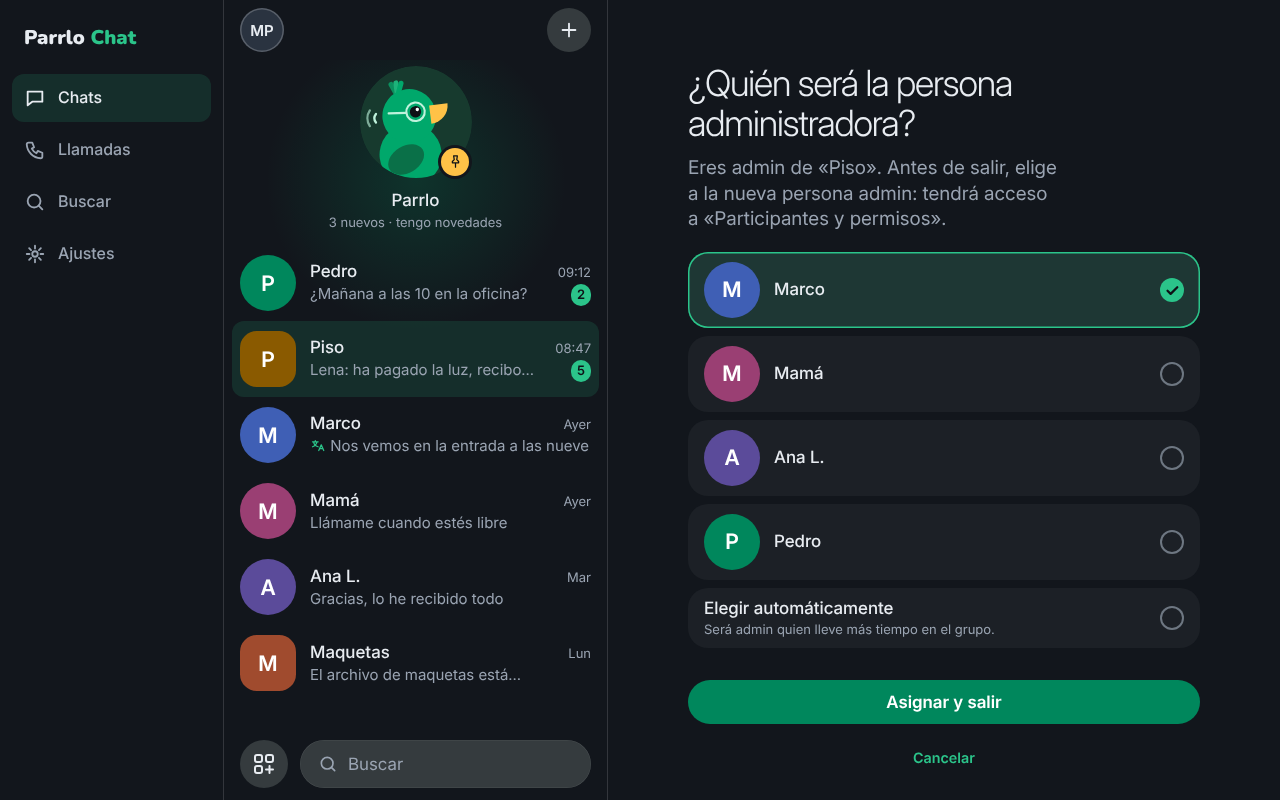 Parrlo Chat
Chats
Llamadas
Buscar
Ajustes
MP
Parrlo
3 nuevos · tengo novedades
P
Pedro
09:12
¿Mañana a las 10 en la oficina?
2
P
Piso
08:47
Lena: ha pagado la luz, recibo...
5
M
Marco
Ayer
Nos vemos en la entrada a las nueve
M
Mamá
Ayer
Llámame cuando estés libre
A
Ana L.
Mar
Gracias, lo he recibido todo
M
Maquetas
Lun
El archivo de maquetas está...
Buscar
¿Quién será la persona
administradora?
Eres admin de «Piso». Antes de salir, elige
a la nueva persona admin: tendrá acceso
a «Participantes y permisos».
M
Marco
M
Mamá
A
Ana L.
P
Pedro
Elegir automáticamente
Será admin quien lleve más tiempo en el grupo.
Asignar y salir
Cancelar